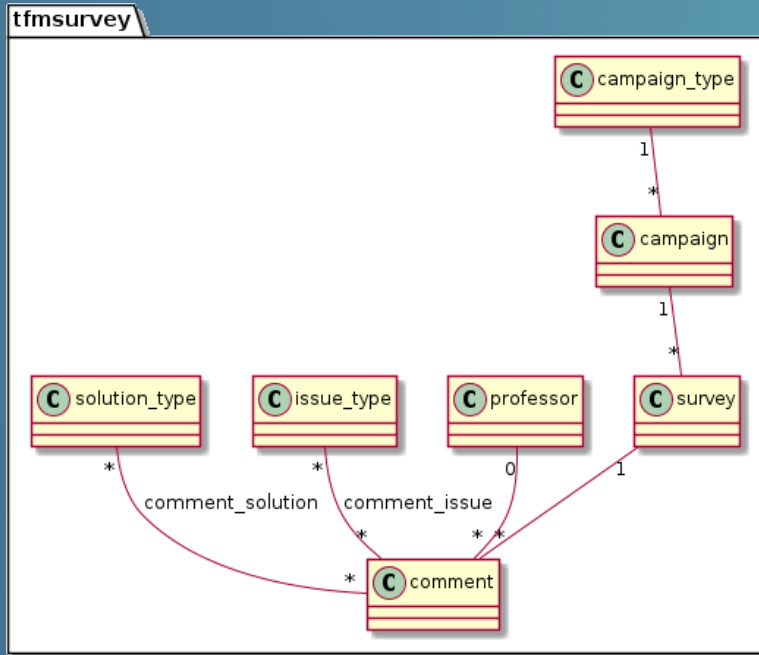 tfmsurvey
C campaign_type
1
*
C campaign
1
*
C solution_type
C issue_type
C professor
C survey
*
*
0
1
comment_solution
comment_issue
*
*
*
*
C comment